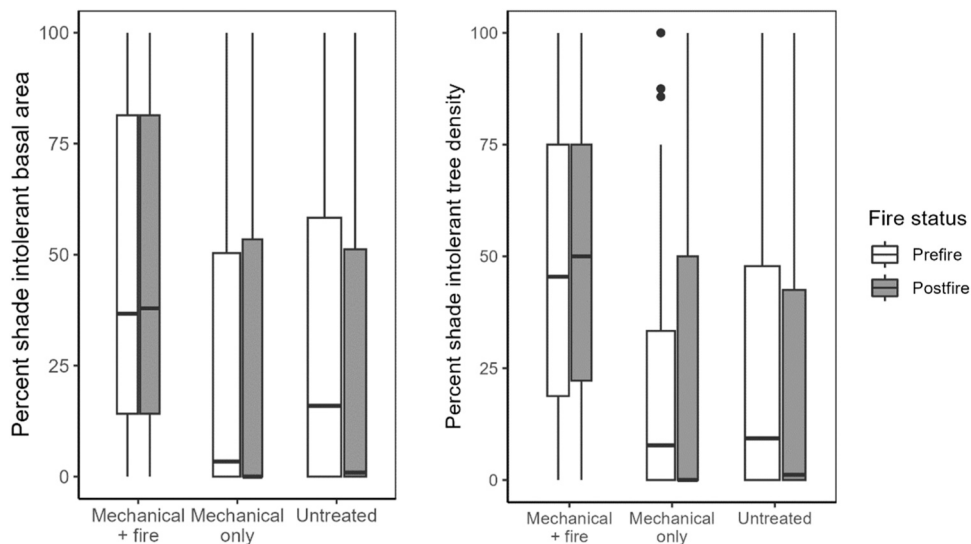 Percent shade intolerant basal area
100
75
50
25
0
Mechanical
+ fire
Mechanical
only
Untreated
Percent shade intolerant tree density
100
75
50
25
0
Mechanical
+ fire
Mechanical
only
Untreated
Fire status
Prefire
Postfire